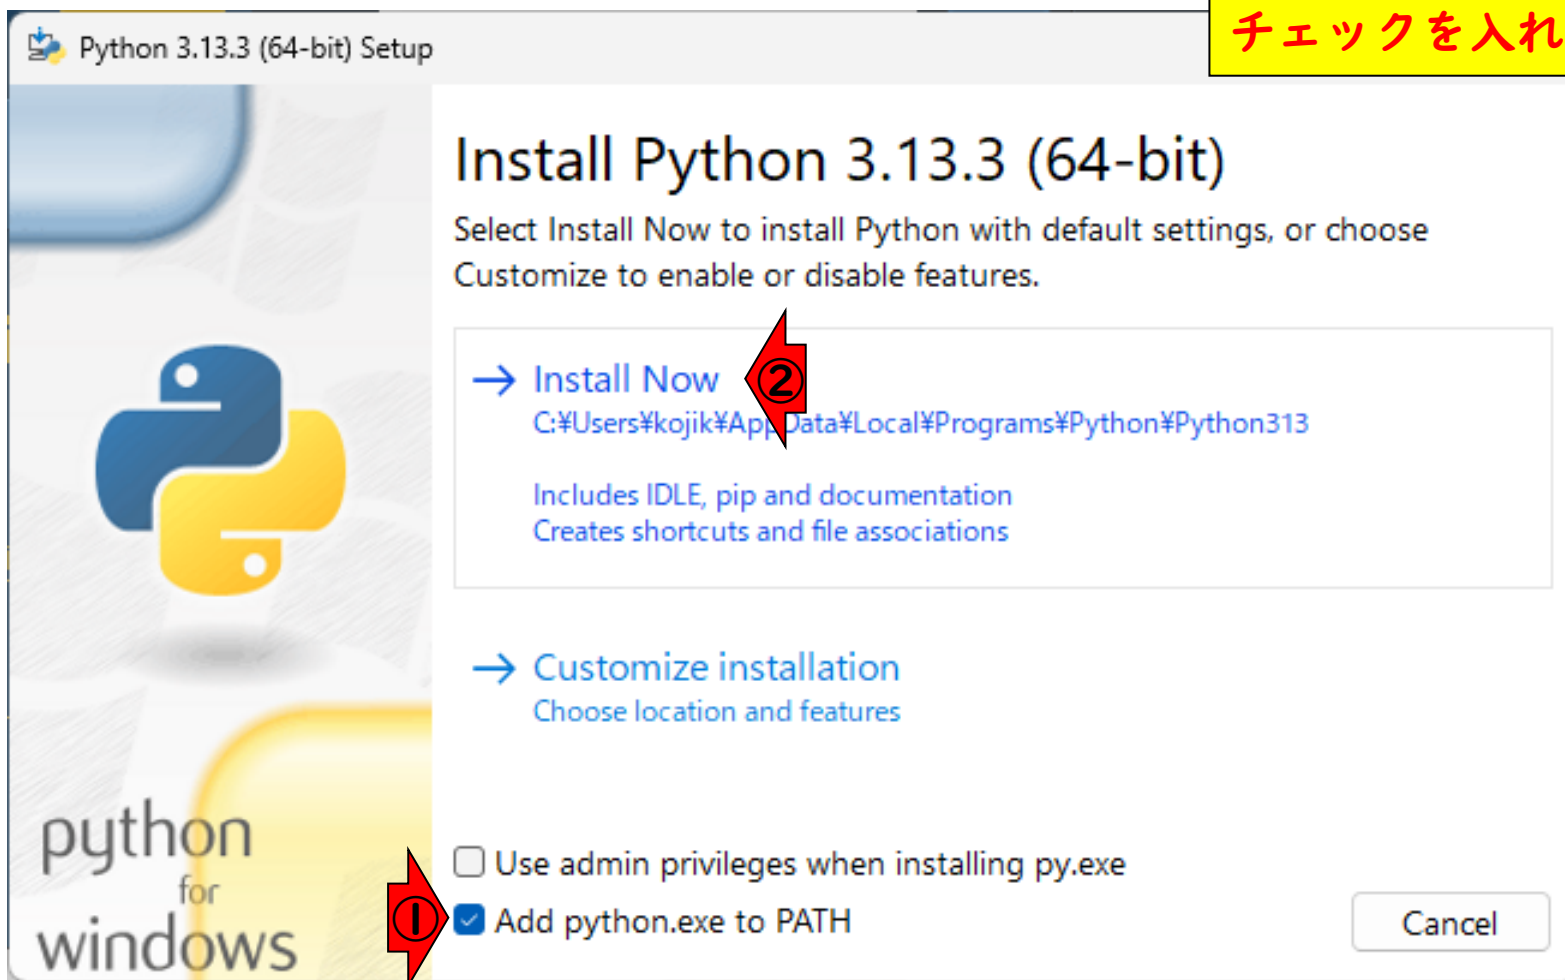 チェックを入れ
Python 3.13.3 (64-bit) Setup
Install Python 3.13.3 (64-bit)
Select Install Now to install Python with default settings, or choose
Customize to enable or disable features.
→ Install Now ②
C:¥Users¥kojik¥AppData¥Local¥Programs¥Python¥Python313
Includes IDLE, pip and documentation
Creates shortcuts and file associations
→ Customize installation
Choose location and features
Use admin privileges when installing py.exe
① Add python.exe to PATH
Cancel
python
for
windows